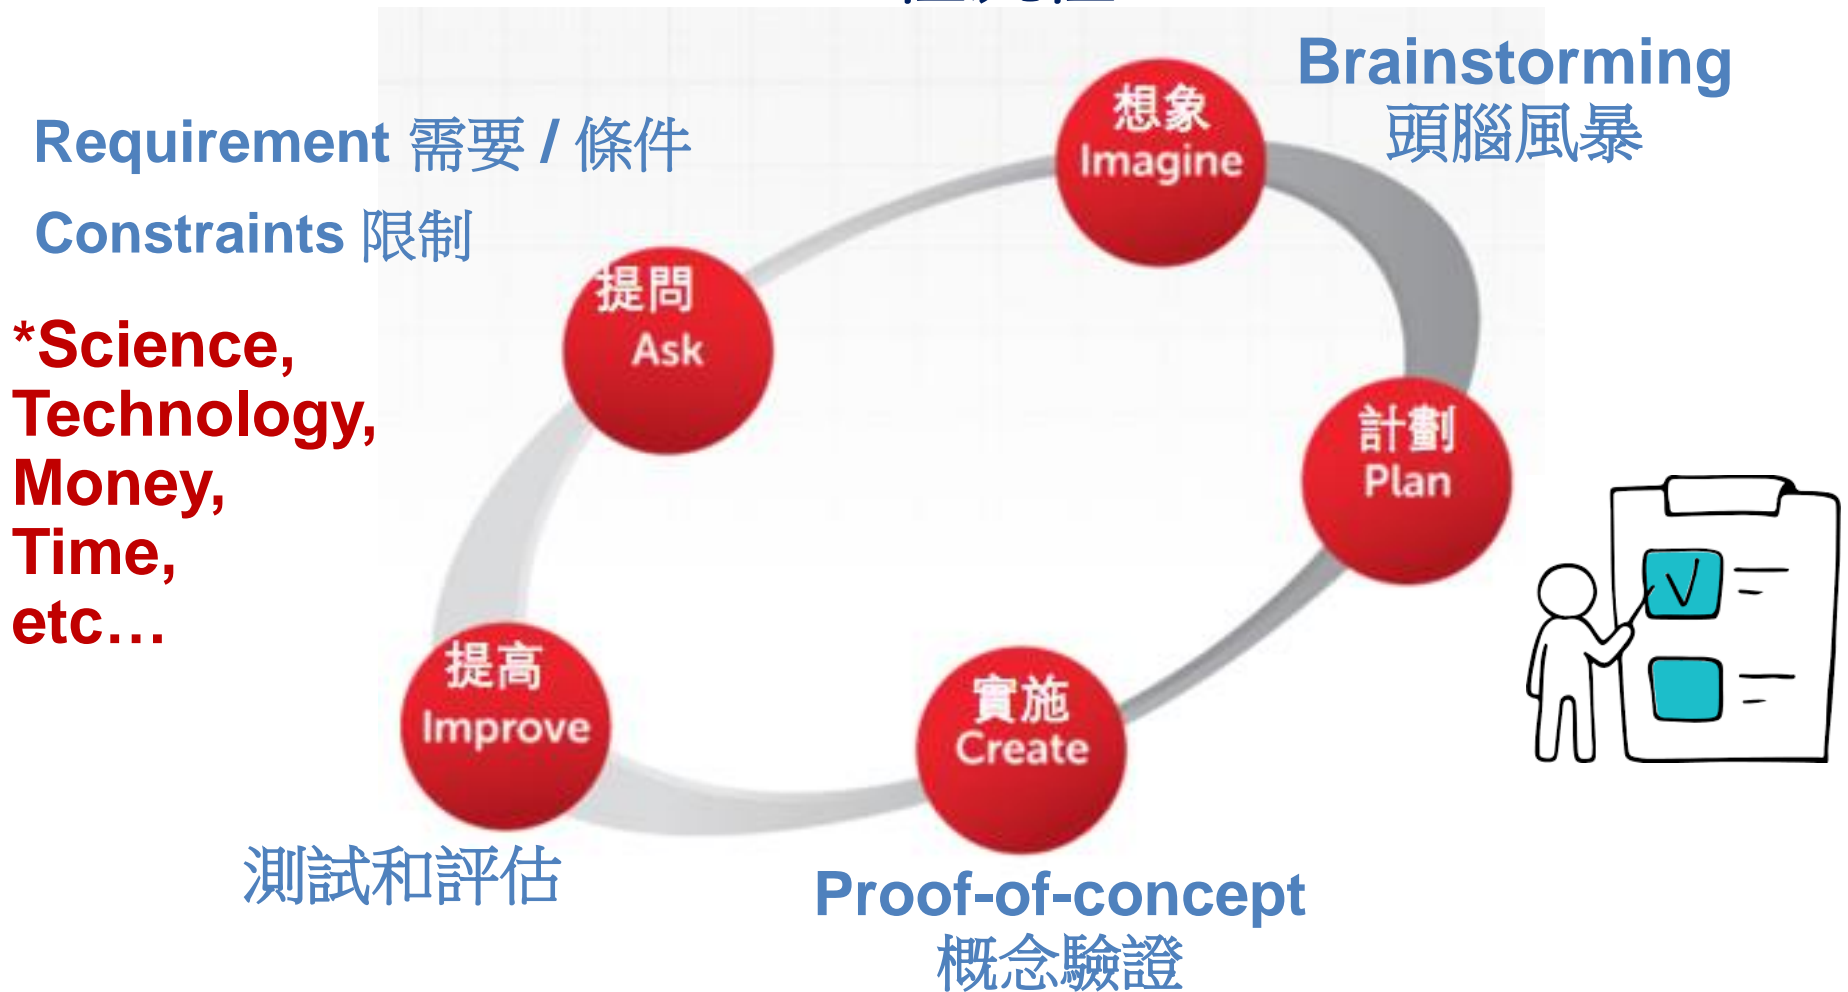 Brainstorming
頭腦風暴
Requirement 需要 / 條件
Constraints 限制
*Science,
Technology,
Money,
Time,
etc…
想象
Imagine
提問
Ask
計劃
Plan
提高
Improve
實施
Create
測試和評估
Proof-of-concept
概念驗證